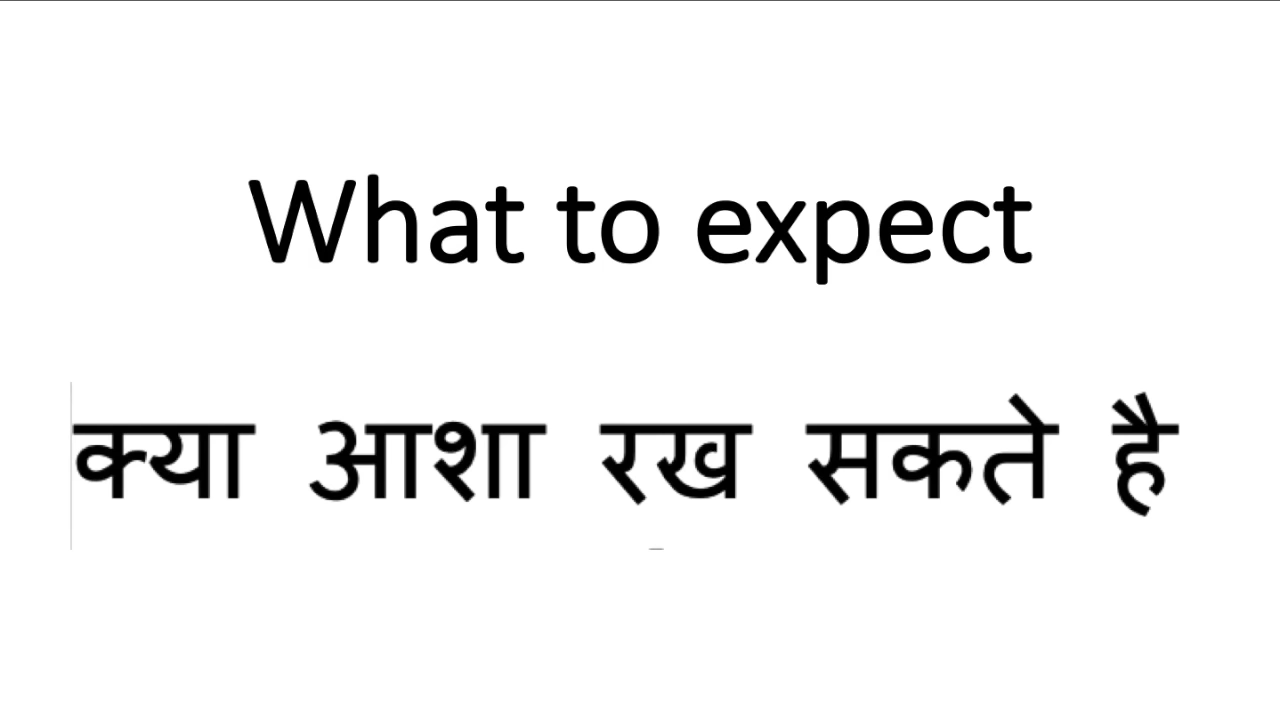 What to expect
क्या आशा रख सकते है